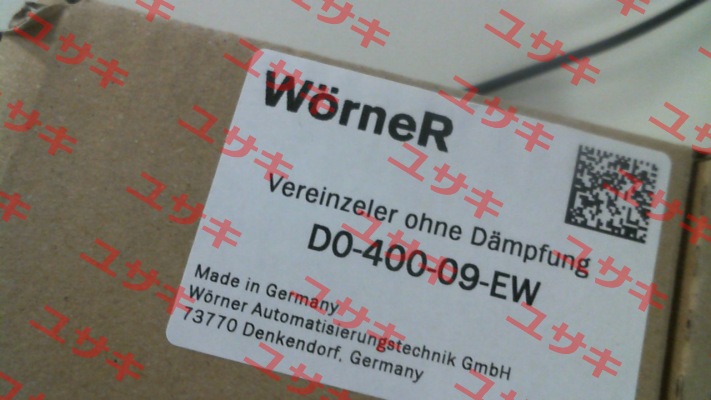 WörneR
Vereinzeler ohne Dämpfung
D0-400-09-EW
Made in Germany
Wörner Automatisierungstechnik GmbH
73770 Denkendorf, Germany
ユサキ